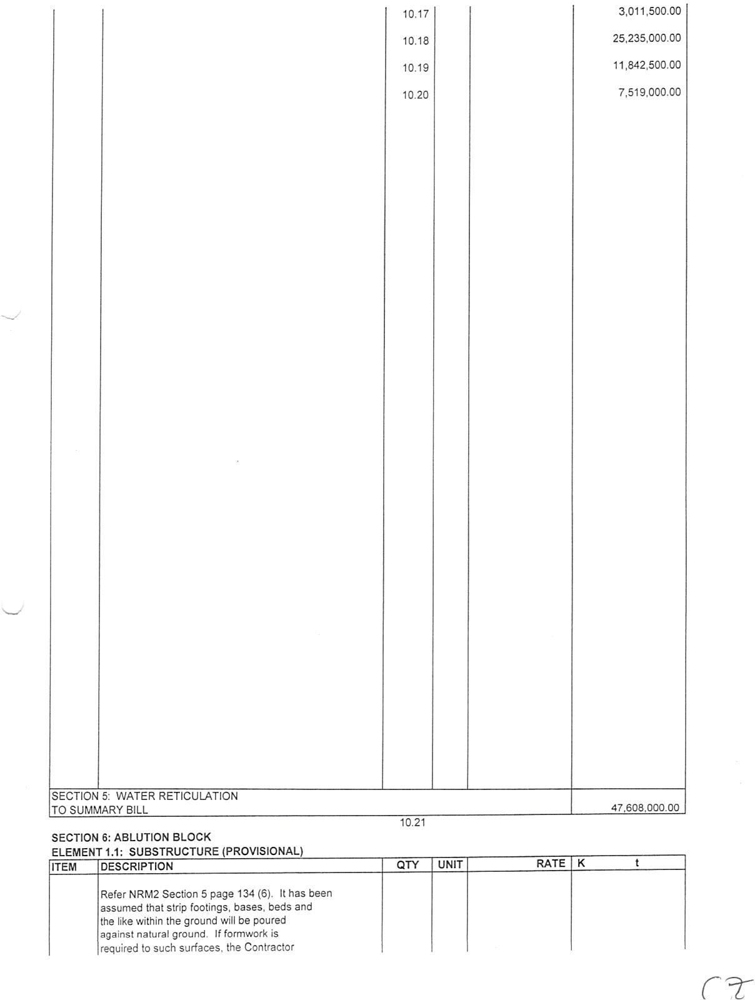 10.17 3,011,500.00
10.18 25,235,000.00
10.19 11,842,500.00
10.20 7,519,000.00
SECTION 5: WATER RETICULATION
TO SUMMARY BILL 47,608,000.00
10.21
SECTION 6: ABLUTION BLOCK
ELEMENT 1.1: SUBSTRUCTURE (PROVISIONAL)
ITEM DESCRIPTION QTY UNIT RATE K t
Refer NRM2 Section 5 page 134 (6). It has been
assumed that strip footings, bases, beds and
the like within the ground will be poured
against natural ground. If formwork is
required to such surfaces, the Contractor